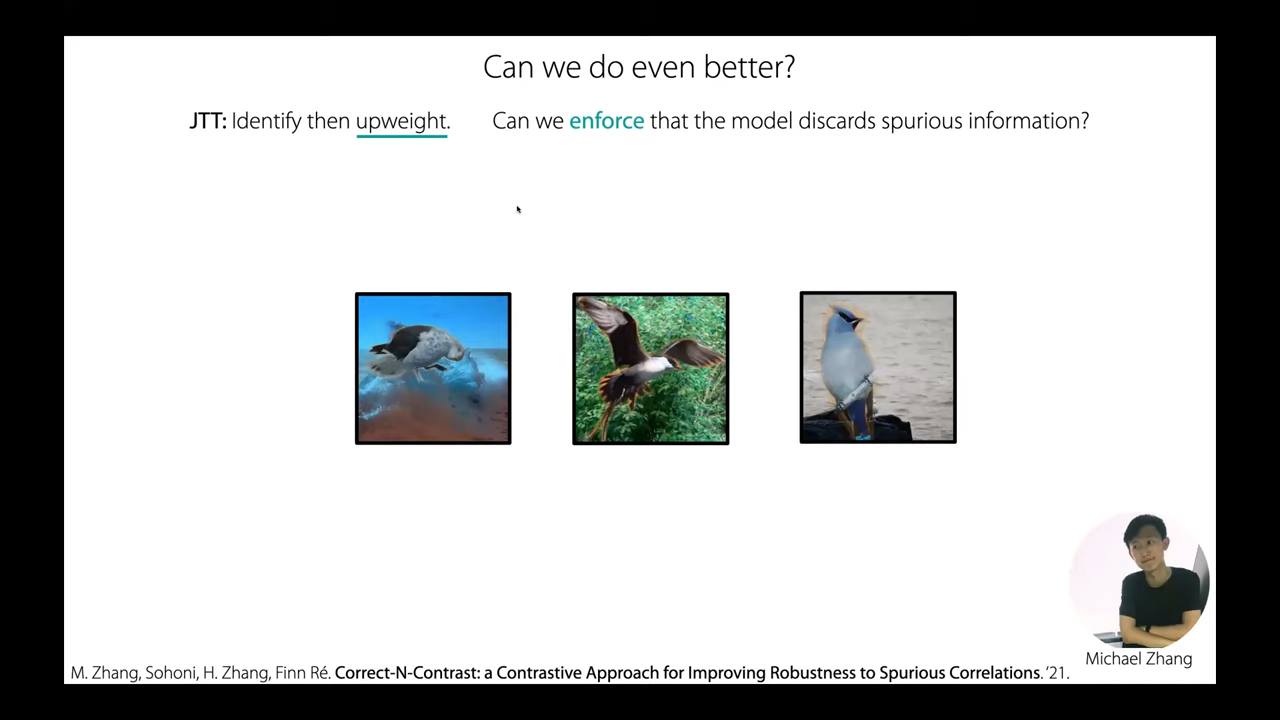 Can we do even better?
JTT: Identify then upweight. Can we enforce that the model discards spurious information?
Michael Zhang
M. Zhang, Sohoni, H. Zhang, Finn Ré. Correct-N-Contrast: a Contrastive Approach for Improving Robustness to Spurious Correlations. ‘21.